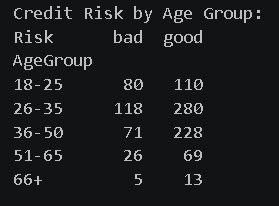 Credit Risk by Age Group:
Risk bad good
AgeGroup
18-25 80 110
26-35 118 280
36-50 71 228
51-65 26 69
66+ 5 13